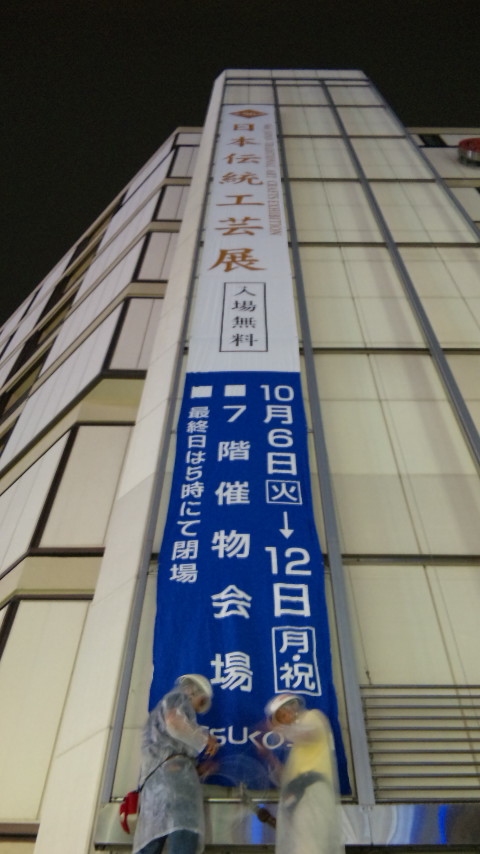 日本伝統工芸展
入場無料
10月6日火→12日月・祝
■7階催物会場
■最終日は5時にて閉場